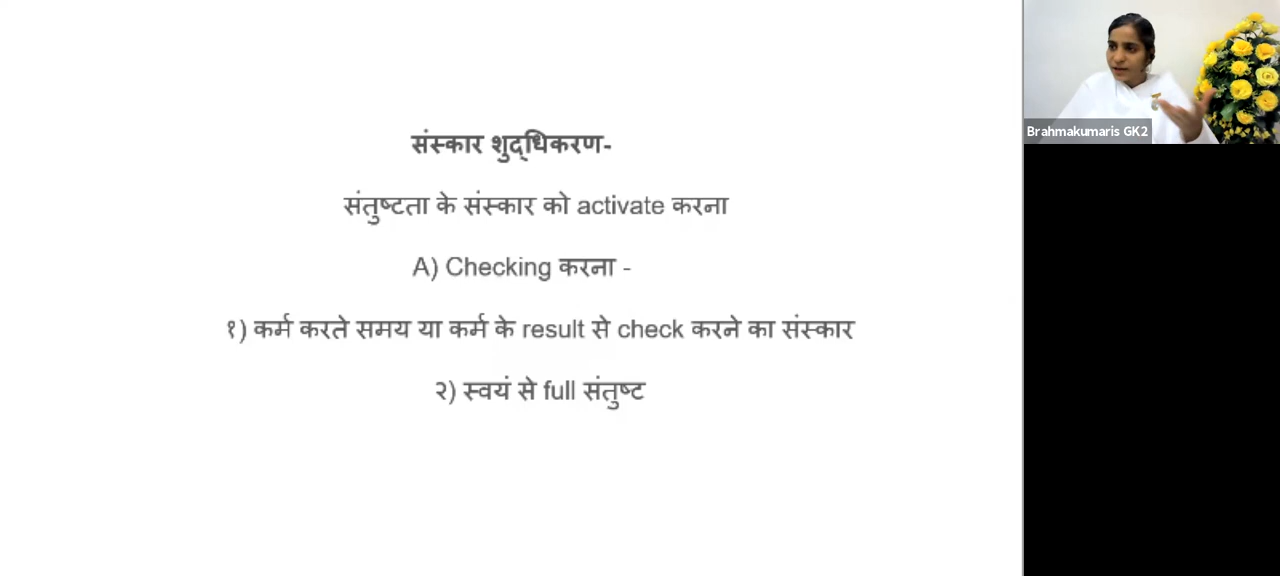 संस्कार शुद्धिकरण-
संतुष्टता के संस्कार को activate करना
A) Checking करना -
१) कर्म करते समय या कर्म के result से check करने का संस्कार
२) स्वयं से full संतुष्ट
Brahmakumaris GK2